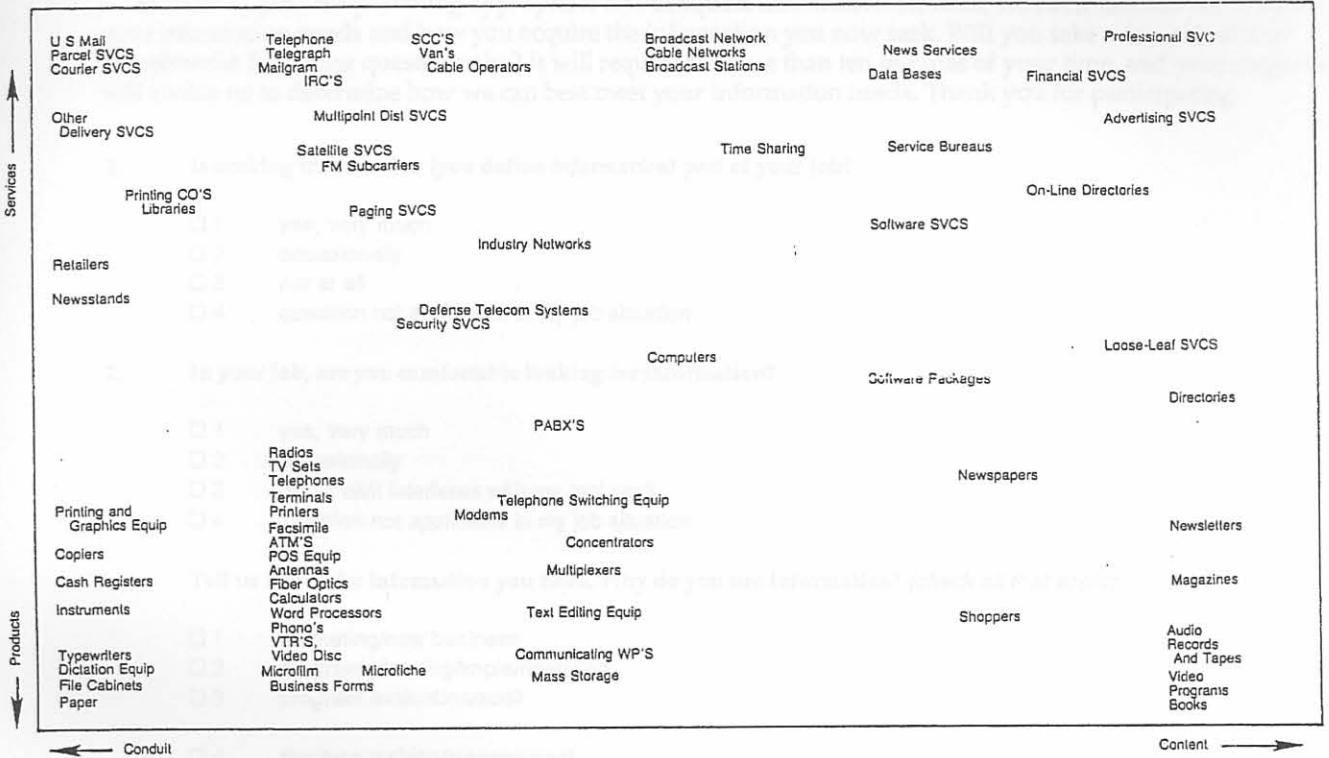 U S Mail
Parcel SVCS
Courier SVCS
Telephone
Telegraph
Mailgram
IRC'S
SCC'S
Van's
Cable Operators
Broadcast Network
Cable Networks
Broadcast Stations
News Services
Data Bases
Professional SVC
Financial SVCS
Other
Delivery SVCS
Multipoint Dist SVCS
Advertising SVCS
Satellite SVCS
FM Subcarriers
Time Sharing
Service Bureaus
Printing CO'S
Libraries
Paging SVCS
On-Line Directories
Software SVCS
Industry Networks
Retailers
Newsstands
Defense Telecom Systems
Security SVCS
Computers
Loose-Leaf SVCS
Software Packages
Directories
PABX'S
Radios
TV Sets
Telephones
Terminals
Printers
Facsimile
ATM'S
POS Equip
Antennas
Fiber Optics
Calculators
Word Processors
Phono's
VTR'S,
Video Disc
Microfilm
Microfiche
Business Forms
Newspapers
Telephone Switching Equip
Modems
Concentrators
Multiplexers
Text Editing Equip
Communicating WP'S
Mass Storage
Printing and
Graphics Equip
Copiers
Cash Registers
Instruments
Typewriters
Dictation Equip
File Cabinets
Paper
Newsletters
Magazines
Shoppers
Audio
Records
And Tapes
Video
Programs
Books
Services
Products
Conduit
Content